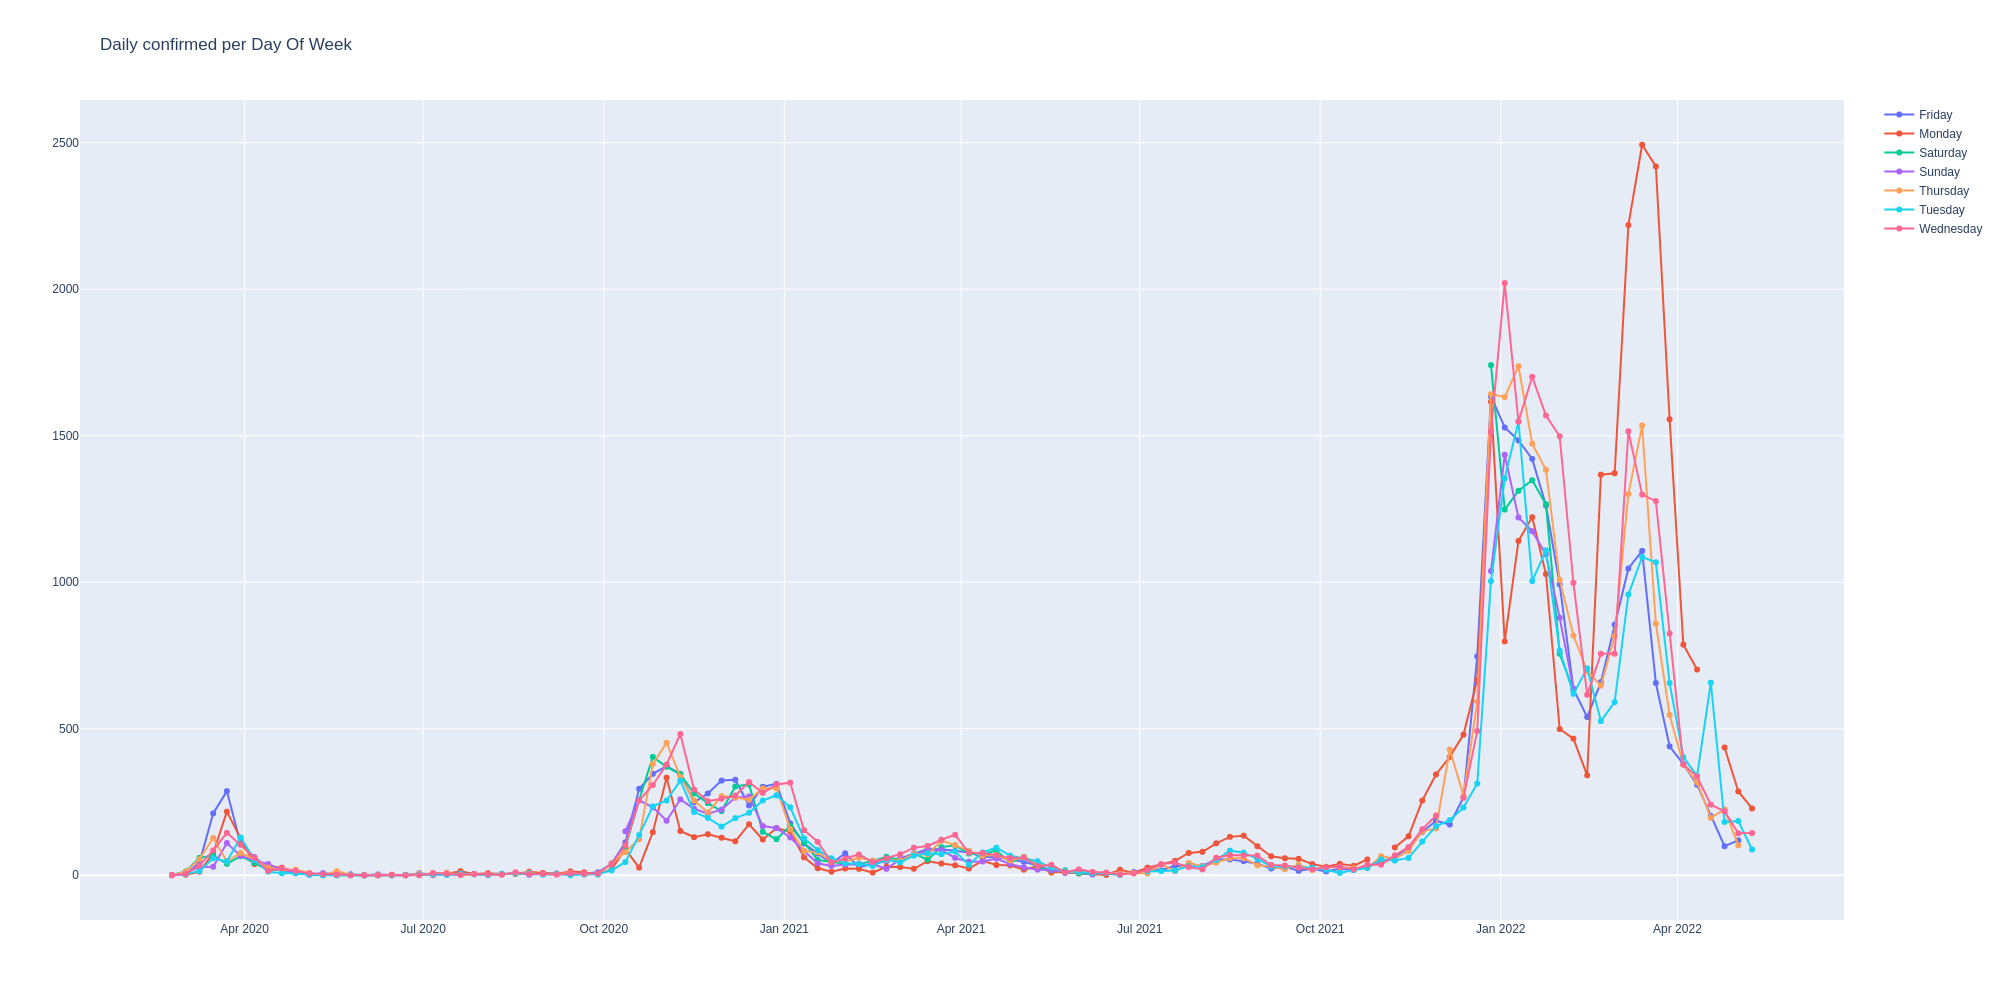 Daily confirmed per Day Of Week
2500
2000
1500
1000
500
0
Apr 2020
Jul 2020
Oct 2020
Jan 2021
Apr 2021
Jul 2021
Oct 2021
Jan 2022
Apr 2022
Friday
Monday
Saturday
Sunday
Thursday
Tuesday
Wednesday